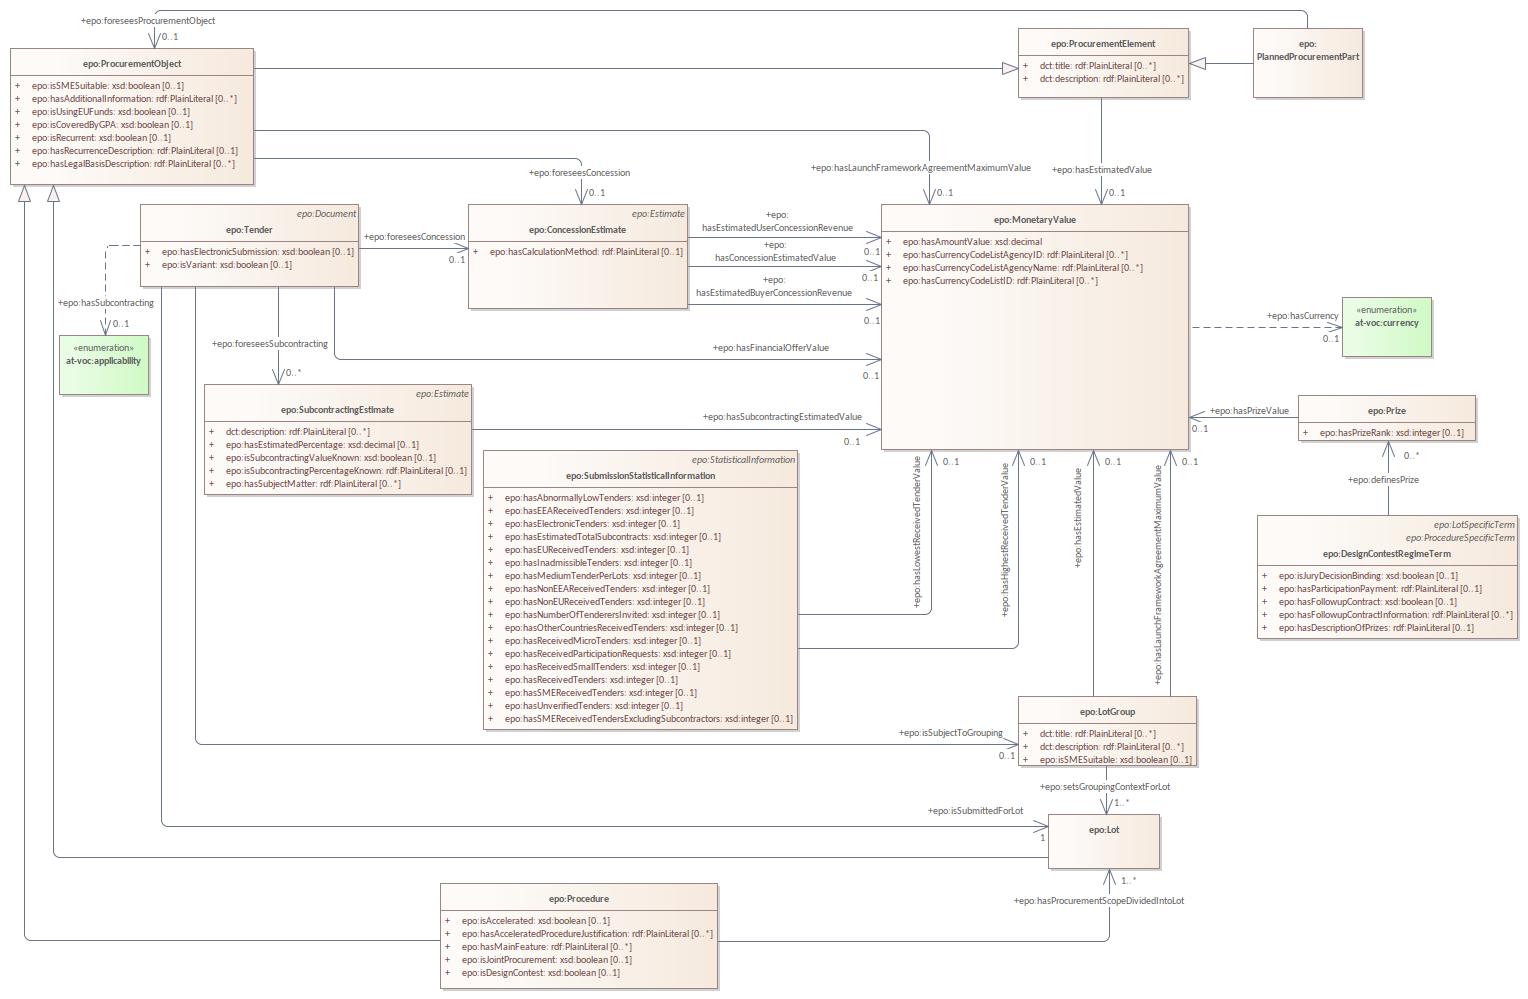 +epo:foreseesProcurementObject
0..1
epo:ProcurementObject
+ epo:isSMESuitable: xsd:boolean [0..1]
+ epo:hasAdditionalInformation: rdf:PlainLiteral [0..*]
+ epo:isUsingEUFunds: xsd:boolean [0..1]
+ epo:isCoveredByGPA: xsd:boolean [0..1]
+ epo:isRecurrent: xsd:boolean [0..1]
+ epo:hasRecurrenceDescription: rdf:PlainLiteral [0..1]
+ epo:hasLegalBasisDescription: rdf:PlainLiteral [0..*]
epo:ProcurementElement
+ dct:title: rdf:PlainLiteral [0..*]
+ dct:description: rdf:PlainLiteral [0..*]
epo:
PlannedProcurementPart
+epo:hasLaunchFrameworkAgreementMaximumValue
0..1
+epo:hasEstimatedValue
0..1
+epo:foreseesConcession
0..1
epo:Document
epo:Tender
+ epo:hasElectronicSubmission: xsd:boolean [0..1]
+ epo:isVariant: xsd:boolean [0..1]
+epo:foreseesConcession
0..1
epo:Estimate
epo:ConcessionEstimate
+ epo:hasCalculationMethod: rdf:PlainLiteral [0..1]
+epo:
hasEstimatedUserConcessionRevenue
0..1
+epo:
hasConcessionEstimatedValue
0..1
+epo:
hasEstimatedBuyerConcessionRevenue
0..1
epo:MonetaryValue
+ epo:hasAmountValue: xsd:decimal
+ epo:hasCurrencyCodeListAgencyID: rdf:PlainLiteral [0..*]
+ epo:hasCurrencyCodeListAgencyName: rdf:PlainLiteral [0..*]
+ epo:hasCurrencyCodeListID: rdf:PlainLiteral [0..*]
+epo:hasCurrency
0..1
«enumeration»
at-voc:currency
+epo:hasSubcontracting
0..1
«enumeration»
at-voc:applicability
+epo:foreseesSubcontracting
0..*
+epo:hasFinancialOfferValue
0..1
epo:Estimate
epo:SubcontractingEstimate
+ dct:description: rdf:PlainLiteral [0..*]
+ epo:hasEstimatedPercentage: xsd:decimal [0..1]
+ epo:isSubcontractingValueKnown: xsd:boolean [0..1]
+ epo:isSubcontractingPercentageKnown: rdf:PlainLiteral [0..1]
+ epo:hasSubjectMatter: rdf:PlainLiteral [0..*]
+epo:hasSubcontractingEstimatedValue
0..1
+epo:hasPrizeValue
0..1
epo:Prize
+ epo:hasPrizeRank: xsd:integer [0..1]
0..*
+epo:definesPrize
epo:LotSpecificTerm
epo:ProcedureSpecificTerm
epo:DesignContestRegimeTerm
+ epo:isJuryDecisionBinding: xsd:boolean [0..1]
+ epo:hasParticipationPayment: rdf:PlainLiteral [0..1]
+ epo:hasFollowupContract: xsd:boolean [0..1]
+ epo:hasFollowupContractInformation: rdf:PlainLiteral [0..*]
+ epo:hasDescriptionOfPrizes: rdf:PlainLiteral [0..1]
epo:StatisticalInformation
epo:SubmissionStatisticalInformation
+ epo:hasAbnormallyLowTenders: xsd:integer [0..1]
+ epo:hasEEAReceivedTenders: xsd:integer [0..1]
+ epo:hasElectronicTenders: xsd:integer [0..1]
+ epo:hasEstimatedTotalSubcontracts: xsd:integer [0..1]
+ epo:hasEUReceivedTenders: xsd:integer [0..1]
+ epo:hasInadmissibleTenders: xsd:integer [0..1]
+ epo:hasMediumTenderPerLots: xsd:integer [0..1]
+ epo:hasNonEEAReceivedTenders: xsd:integer [0..1]
+ epo:hasNonEUReceivedTenders: xsd:integer [0..1]
+ epo:hasNumberOfTenderersInvited: xsd:integer [0..1]
+ epo:hasOtherCountriesReceivedTenders: xsd:integer [0..1]
+ epo:hasReceivedMicroTenders: xsd:integer [0..1]
+ epo:hasReceivedParticipationRequests: xsd:integer [0..1]
+ epo:hasReceivedSmallTenders: xsd:integer [0..1]
+ epo:hasReceivedTenders: xsd:integer [0..1]
+ epo:hasSMEReceivedTenders: xsd:integer [0..1]
+ epo:hasUnverifiedTenders: xsd:integer [0..1]
+ epo:hasSMEReceivedTendersExcludingSubcontractors: xsd:integer [0..1]
+epo:hasLowestReceivedTenderValue
0..1
+epo:hasHighestReceivedTenderValue
0..1
+epo:hasEstimatedValue
0..1
+epo:hasLaunchFrameworkAgreementMaximumValue
0..1
+epo:isSubjectToGrouping
0..1
epo:LotGroup
+ dct:title: rdf:PlainLiteral [0..*]
+ dct:description: rdf:PlainLiteral [0..*]
+ epo:isSMESuitable: xsd:boolean [0..1]
+epo:setsGroupingContextForLot
1..*
+epo:isSubmittedForLot
1
epo:Lot
1..*
+epo:hasProcurementScopeDividedIntoLot
epo:Procedure
+ epo:isAccelerated: xsd:boolean [0..1]
+ epo:hasAcceleratedProcedureJustification: rdf:PlainLiteral [0..*]
+ epo:hasMainFeature: rdf:PlainLiteral [0..*]
+ epo:isJointProcurement: xsd:boolean [0..1]
+ epo:isDesignContest: xsd:boolean [0..1]